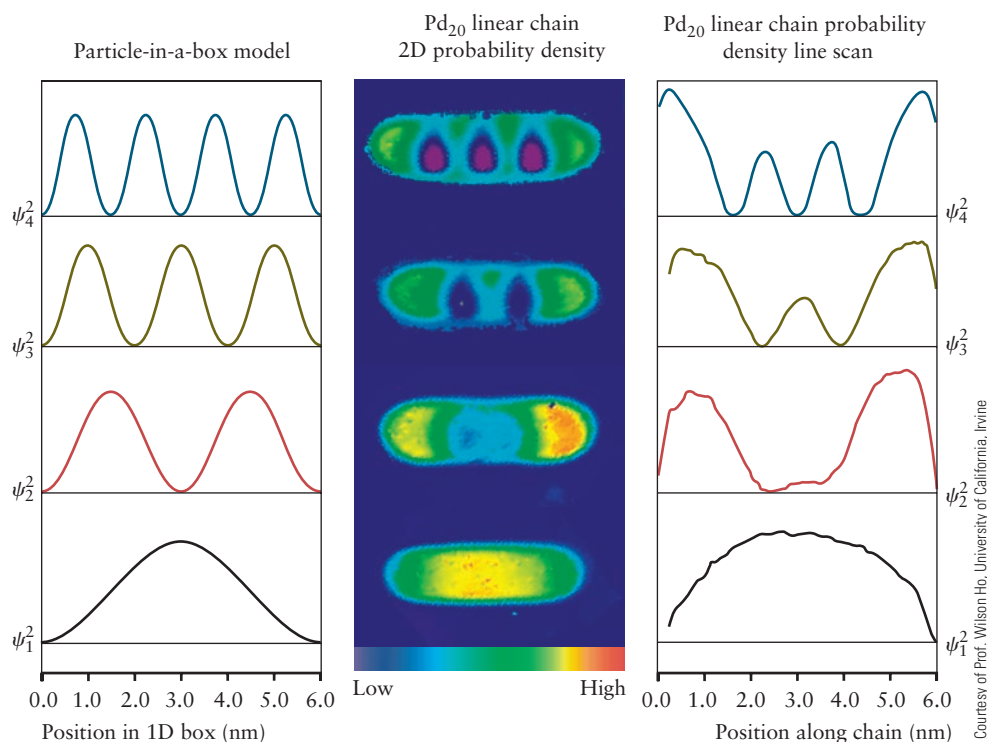 Particle-in-a-box model
Pd₂₀ linear chain
2D probability density
Pd₂₀ linear chain probability
density line scan
ψ₄²
ψ₃²
ψ₂²
ψ₁²
0.0 1.0 2.0 3.0 4.0 5.0 6.0
Position in 1D box (nm)
Low High
ψ₄²
ψ₃²
ψ₂²
ψ₁²
0.0 1.0 2.0 3.0 4.0 5.0 6.0
Position along chain (nm)
Courtesy of Prof. Wilson Ho, University of California, Irvine